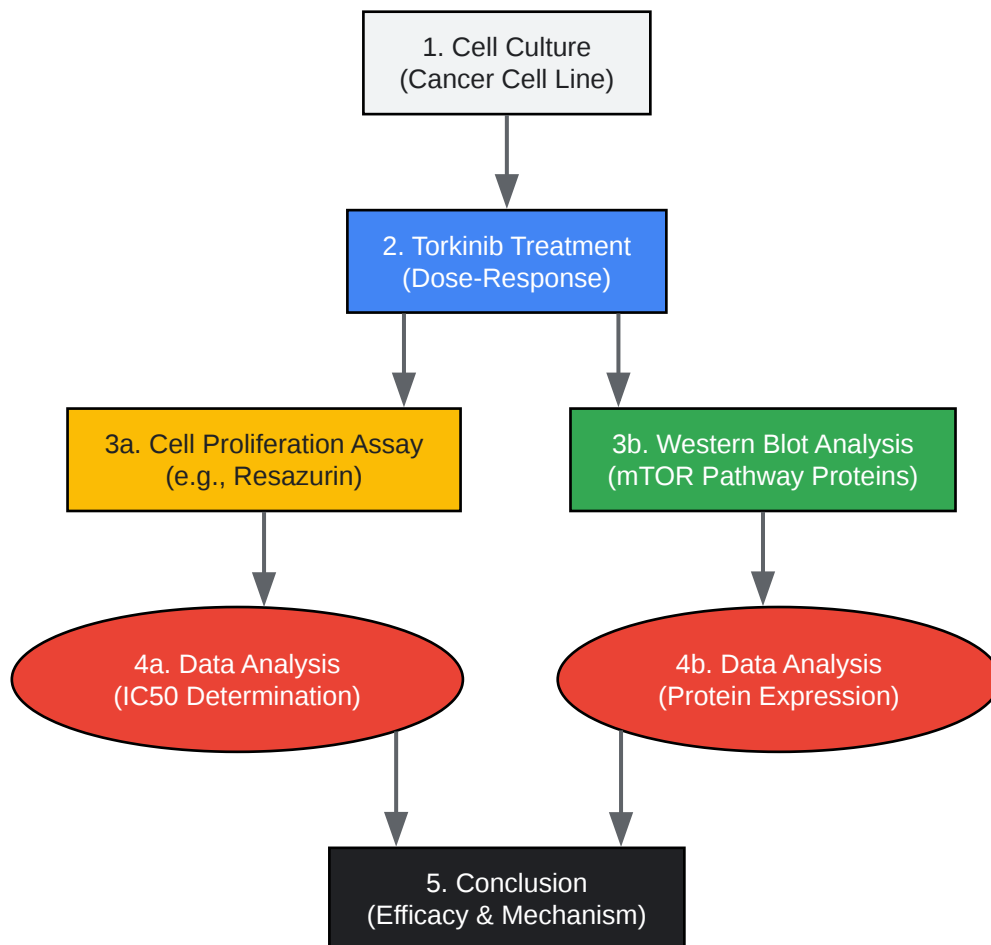 1. Cell Culture
(Cancer Cell Line)
2. Torkinib Treatment
(Dose-Response)
3a. Cell Proliferation Assay
(e.g., Resazurin)
3b. Western Blot Analysis
(mTOR Pathway Proteins)
4a. Data Analysis
(IC50 Determination)
4b. Data Analysis
(Protein Expression)
5. Conclusion
(Efficacy & Mechanism)